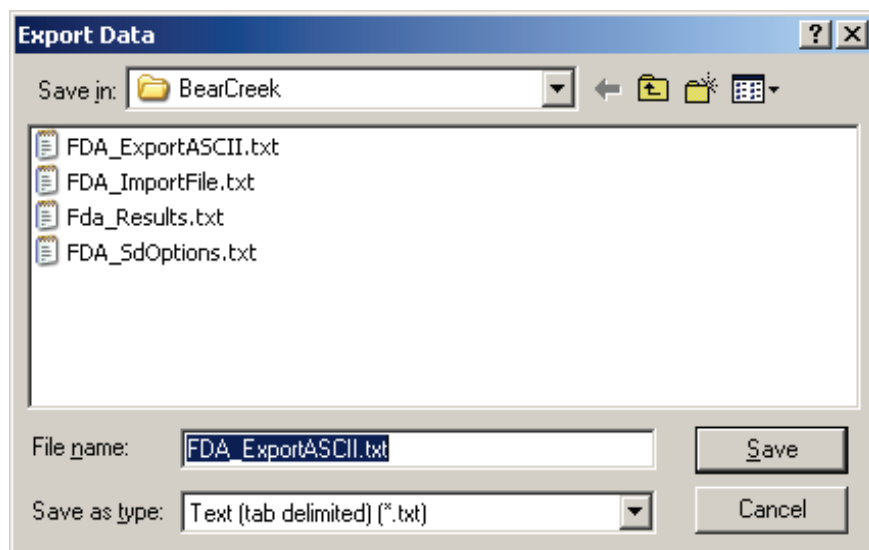 Export Data
Save in: BearCreek
FDA_ExportASCII.txt
FDA_ImportFile.txt
Fda_Results.txt
FDA_SdOptions.txt
File name: FDA_ExportASCII.txt Save
Save as type: Text (tab delimited) (*.txt) Cancel